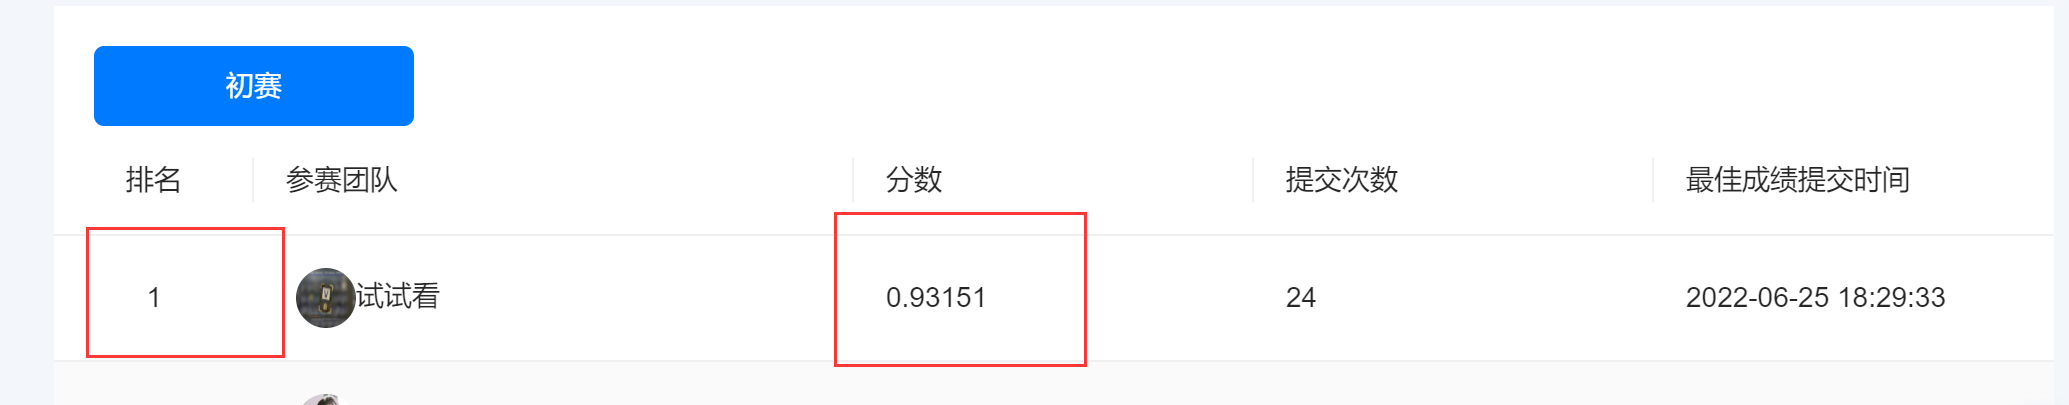 初赛
排名 参赛团队 分数 提交次数 最佳成绩提交时间
1 试试看 0.93151 24 2022-06-25 18:29:33